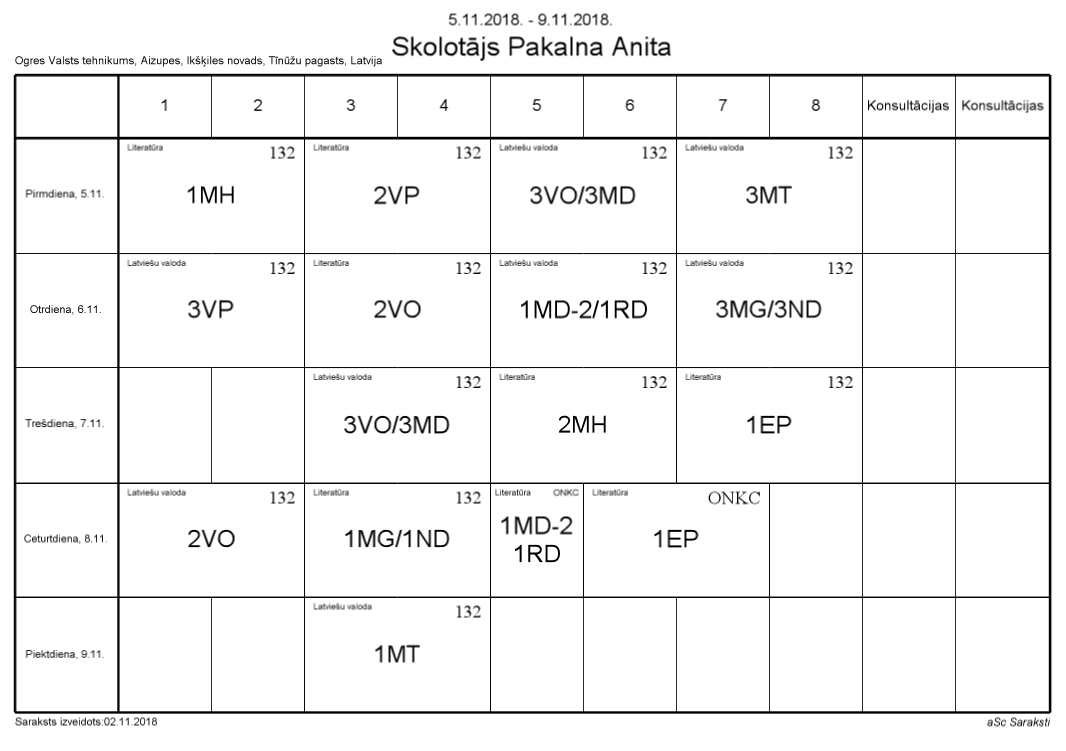 5.11.2018. - 9.11.2018.
Skolotājs Pakalna Anita
Ogres Valsts tehnikums, Aizupes, Ikšķiles novads, Tīnūžu pagasts, Latvija
1 2 3 4 5 6 7 8 Konsultācijas Konsultācijas
Literatūra 132 Literatūra 132 Latviešu valoda 132 Latviešu valoda 132
Pirmdiena, 5.11. 1MH 2VP 3VO/3MD 3MT
Latviešu valoda 132 Literatūra 132 Latviešu valoda 132 Latviešu valoda 132
Otrdiena, 6.11. 3VP 2VO 1MD-2/1RD 3MG/3ND
Latviešu valoda 132 Literatūra 132 Literatūra 132
Trešdiena, 7.11. 3VO/3MD 2MH 1EP
Latviešu valoda 132 Literatūra 132 Literatūra ONKC Literatūra ONKC
Ceturtdiena, 8.11. 2VO 1MG/1ND 1MD-2 1EP
1RD
Latviešu valoda 132
Piektdiena, 9.11. 1MT
Saraksts izveidots:02.11.2018 aSc Saraksti